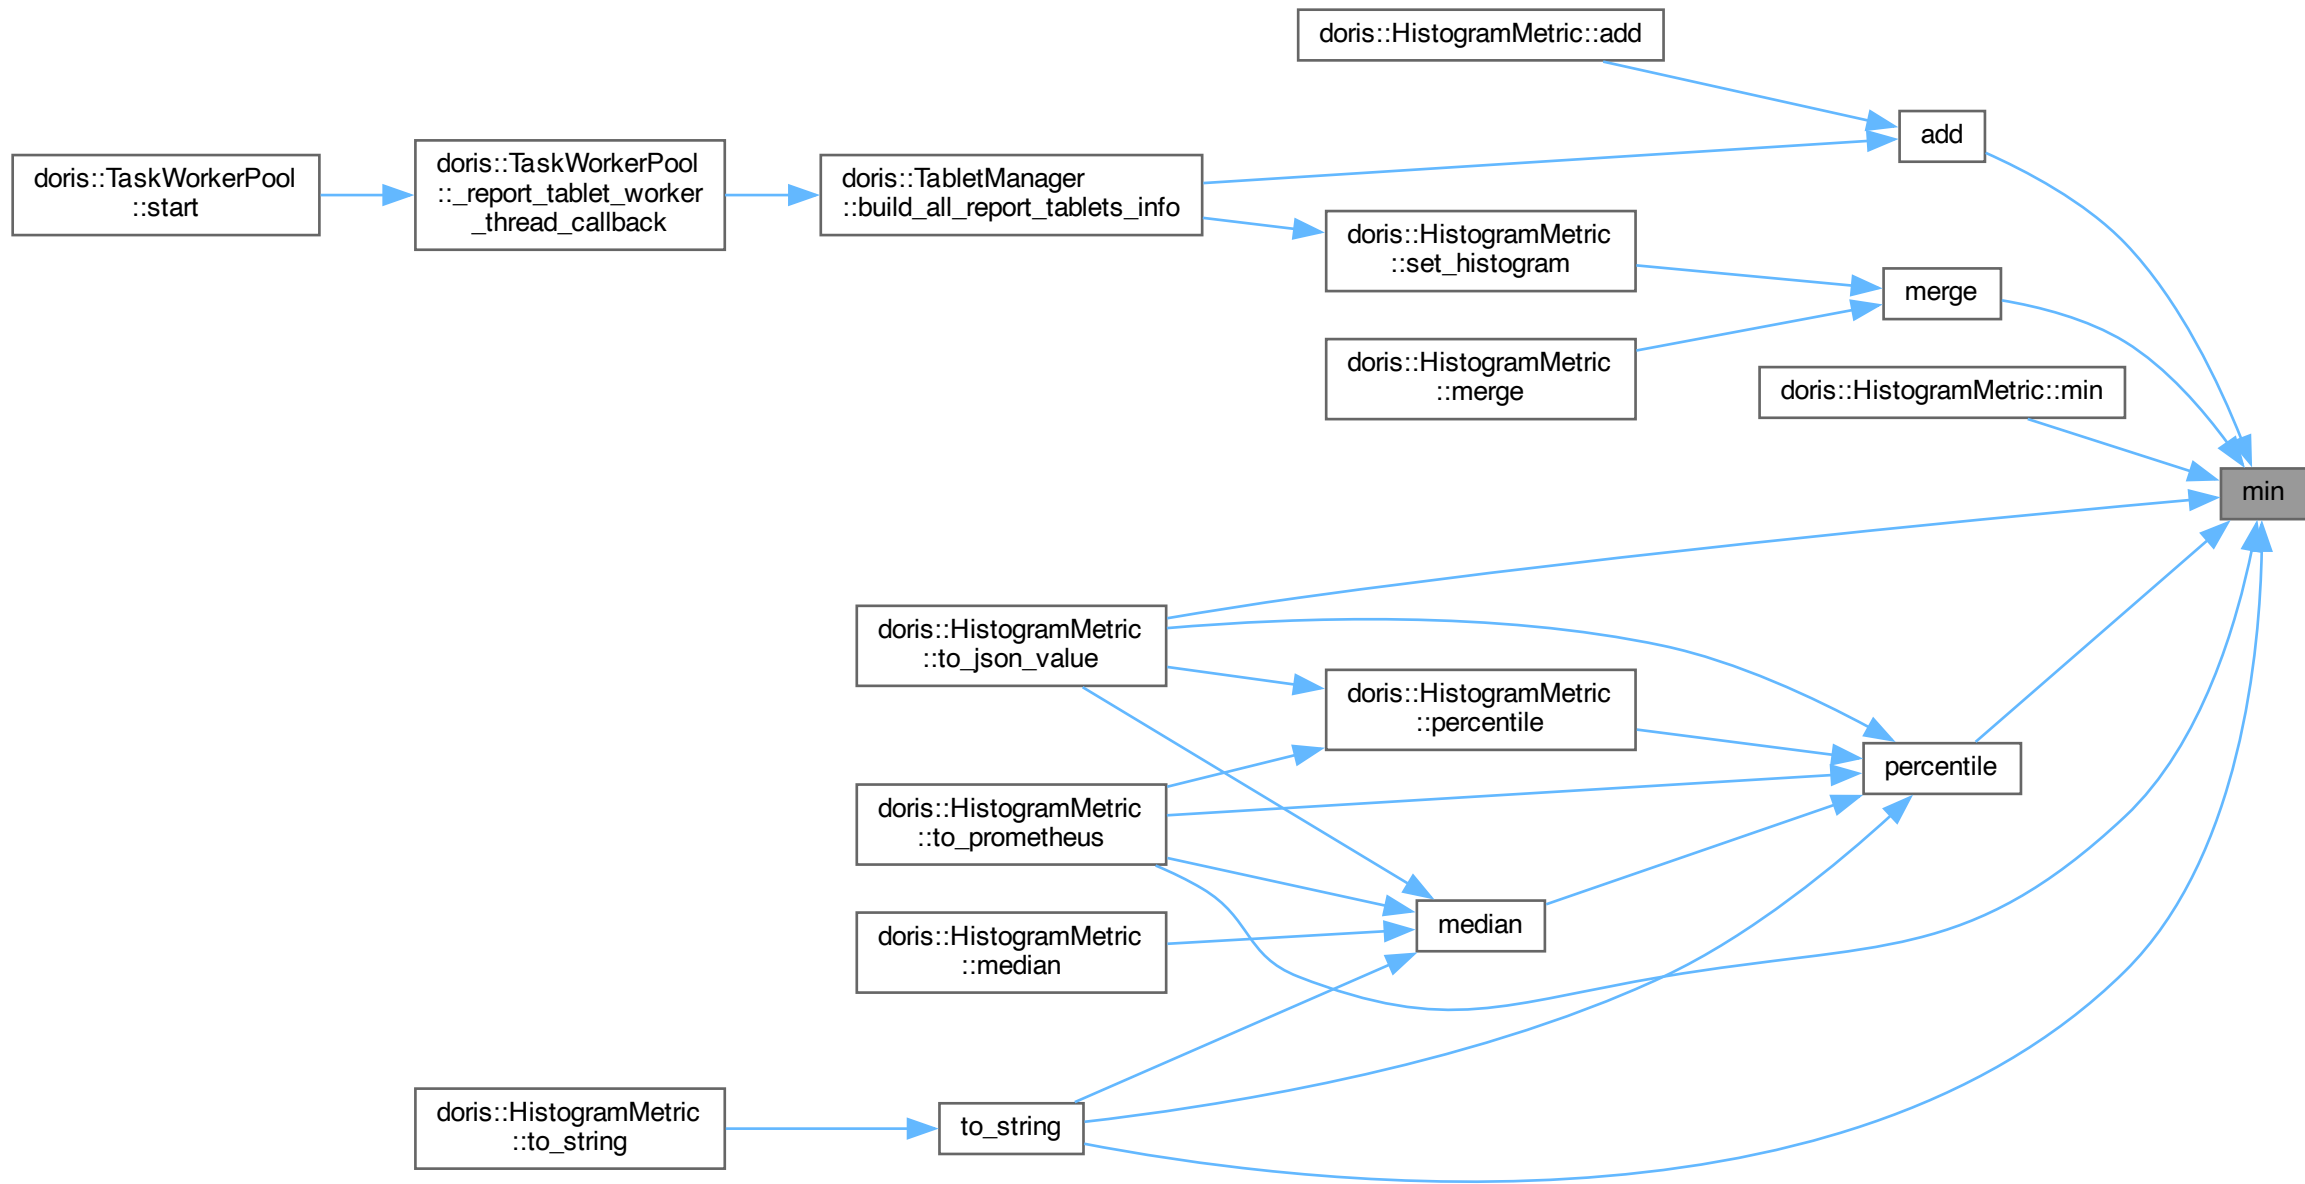 doris::HistogramMetric::add
add
doris::TaskWorkerPool
::start
doris::TaskWorkerPool
::_report_tablet_worker
_thread_callback
doris::TabletManager
::build_all_report_tablets_info
doris::HistogramMetric
::set_histogram
merge
doris::HistogramMetric
::merge
doris::HistogramMetric::min
min
doris::HistogramMetric
::to_json_value
doris::HistogramMetric
::percentile
percentile
doris::HistogramMetric
::to_prometheus
median
doris::HistogramMetric
::median
doris::HistogramMetric
::to_string
to_string